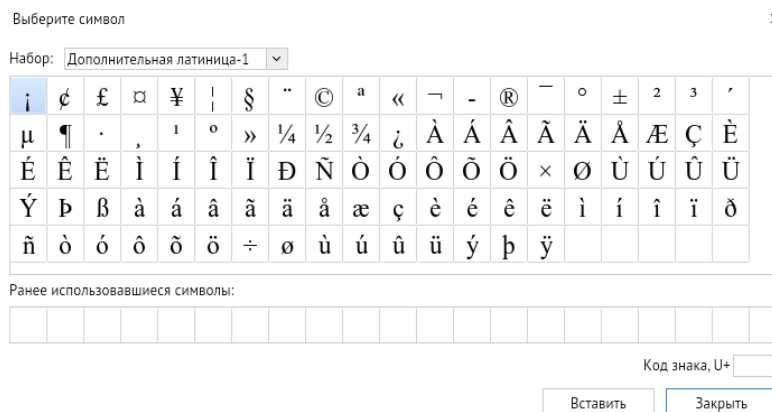 Выберите символ
Набор: Дополнительная латиница-1
¡ ¢ £ ¤ ¥ ¦ § ¨ © ª « ¬ - ® ¯ ° ± ² ³ ´
µ ¶ · ¸ ¹ º » ¼ ½ ¾ ¿ À Á Â Ã Ä Å Æ Ç È
É Ê Ë Ì Í Î Ï Ð Ñ Ò Ó Ô Õ Ö × Ø Ù Ú Û Ü
Ý Þ ß à á â ã ä å æ ç è é ê ë ì í î ï ð
ñ ò ó ô õ ö ÷ ø ù ú û ü ý þ ÿ
Ранее использовавшиеся символы:
Код знака, U+
Вставить Закрыть